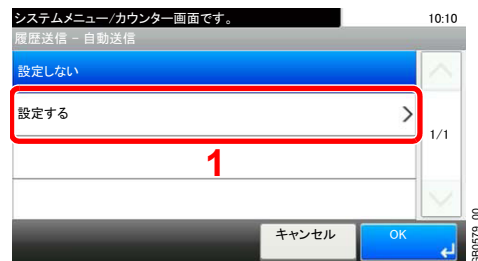 システムメニュー/カウンター画面です。 10:10
履歴送信 - 自動送信
設定しない
設定する
1/1
1
キャンセル OK
GB0579_00